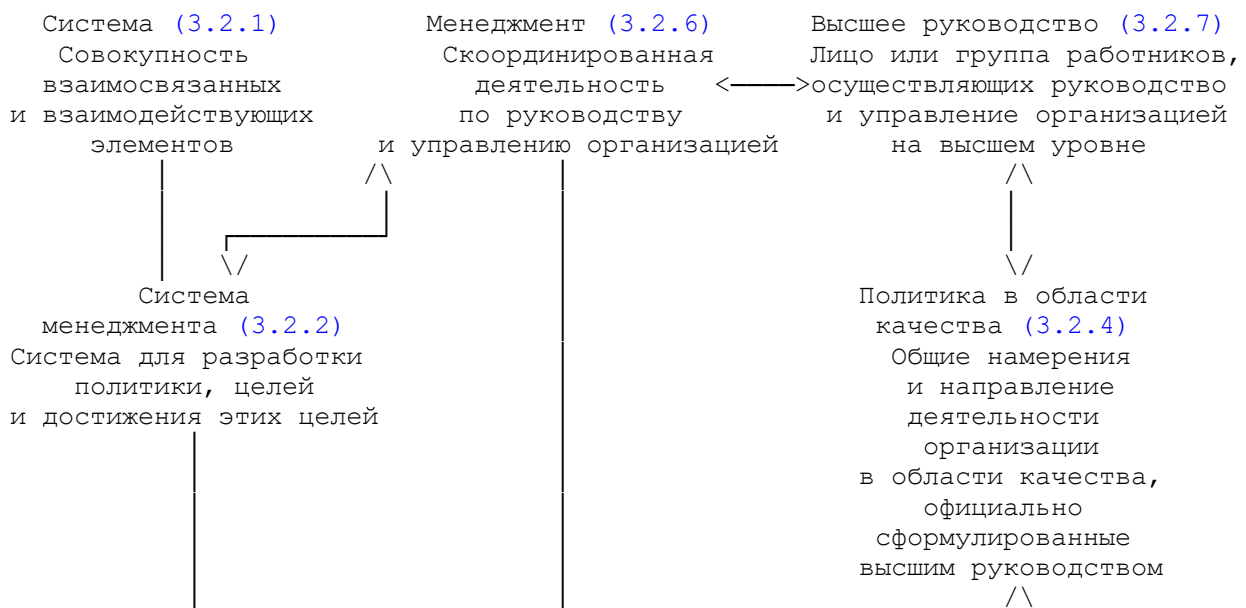 Система (3.2.1)
Совокупность
взаимосвязанных
и взаимодействующих
элементов
Менеджмент (3.2.6)
Скоординированная
деятельность
по руководству
и управлению организацией
Высшее руководство (3.2.7)
Лицо или группа работников,
осуществляющих руководство
и управление организацией
на высшем уровне
Система
менеджмента (3.2.2)
Система для разработки
политики, целей
и достижения этих целей
Политика в области
качества (3.2.4)
Общие намерения
и направление
деятельности
организации
в области качества,
официально
сформулированные
высшим руководством